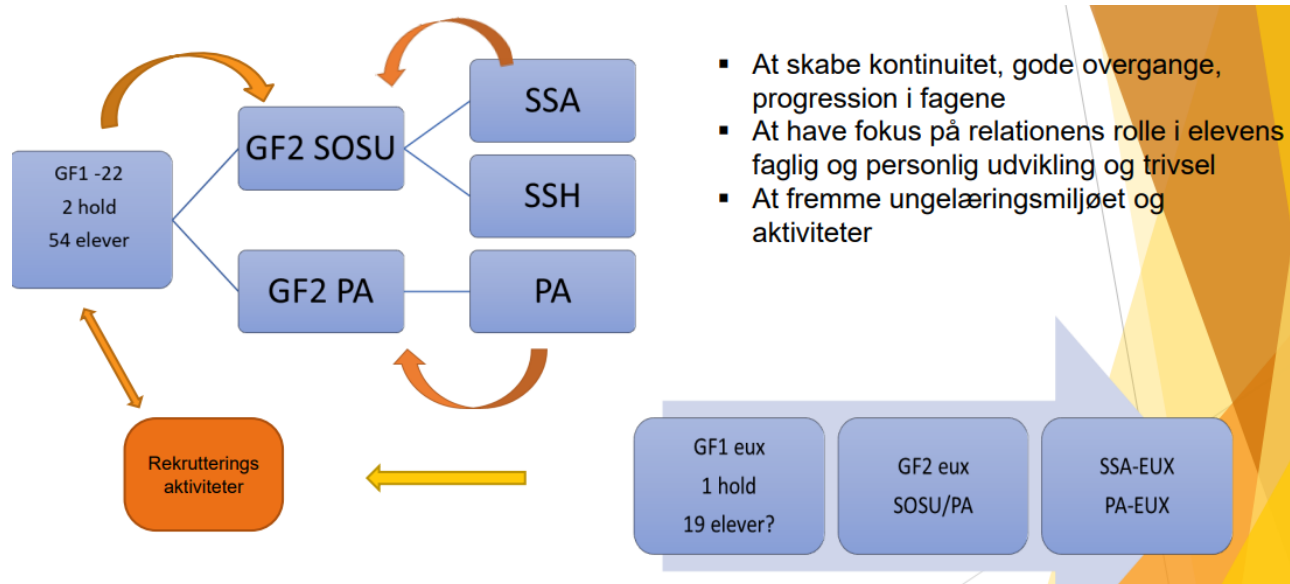 GF1 -22
2 hold
54 elever
GF2 SOSU
GF2 PA
SSA
SSH
PA
▪ At skabe kontinuitet, gode overgange,
progression i fagene
▪ At have fokus på relationens rolle i elevens
faglig og personlig udvikling og trivsel
▪ At fremme ungelæringsmiljøet og
aktiviteter
Rekrutterings
aktiviteter
GF1 eux
1 hold
19 elever?
GF2 eux
SOSU/PA
SSA-EUX
PA-EUX